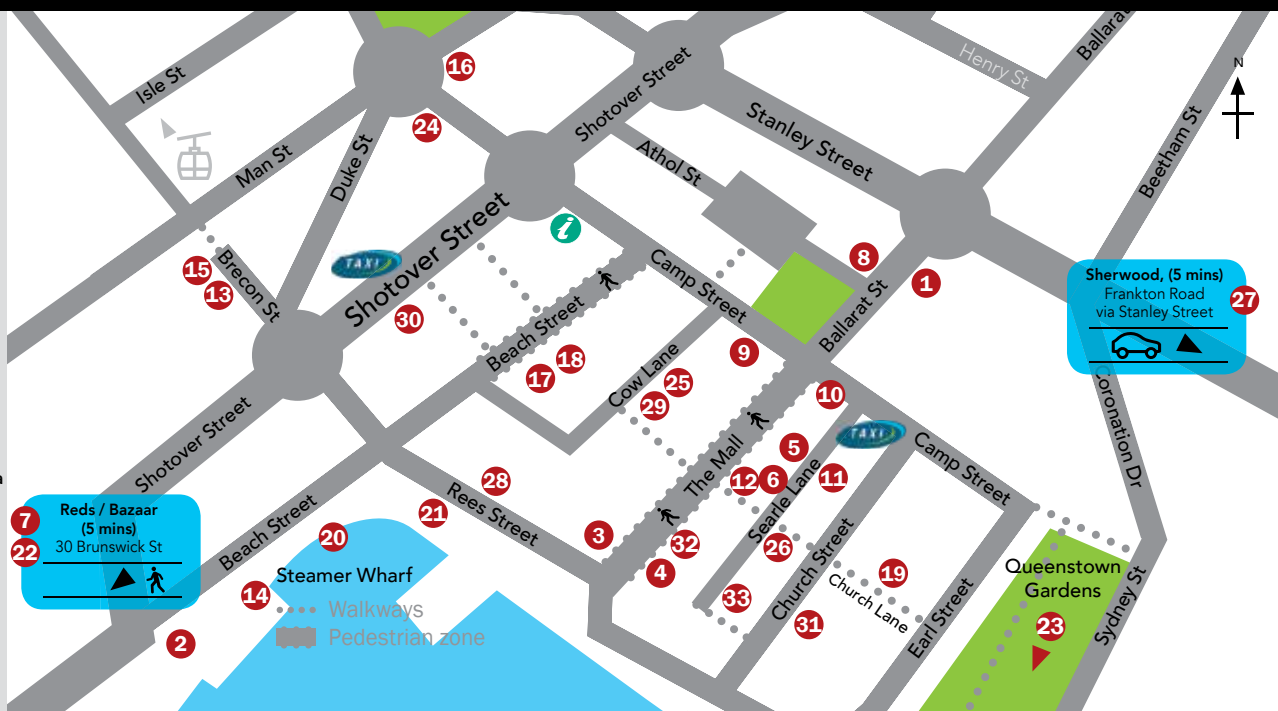 Isle St
16
24
Man St
Duke St
Shotover Street
Stanley Street
Henry St
Ballarat
N
Beetham St
Athol St
i
15
13
Brecon St
TAXI
Shotover Street
30
Camp Street
8
1
Ballarat St
Sherwood, (5 mins)
Frankton Road
via Stanley Street
27
Beach Street
17
18
9
Cow Lane
25
29
10
TAXI
Coronation Dr
Shotover Street
The Mall
5
12
6
11
Searle Lane
Camp Street
7
22
Reds / Bazaar
(5 mins)
30 Brunswick St
Beach Street
28
21
Rees Street
20
3
32
4
26
33
Church Street
19
Church Lane
31
Earl Street
Queenstown
Gardens
23
Sydney St
14
Steamer Wharf
Walkways
Pedestrian zone
2